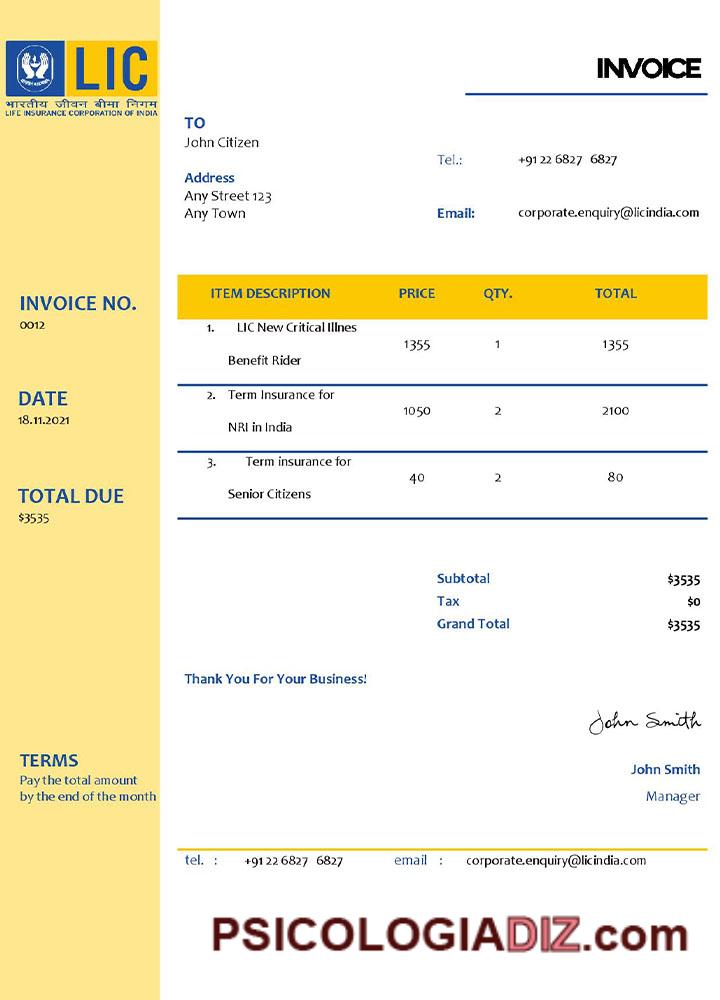 LIC
भारतीय जीवन बीमा निगम
LIFE INSURANCE CORPORATION OF INDIA
INVOICE
TO
John Citizen
Address
Any Street 123
Any Town
Tel.: +91 22 6827 6827
Email: corporate.enquiry@licindia.com
INVOICE NO.
0012
DATE
18.11.2021
TOTAL DUE
$3535
ITEM DESCRIPTION PRICE QTY. TOTAL
1. LIC New Critical Illnes
Benefit Rider 1355 1 1355
2. Term Insurance for
NRI in India 1050 2 2100
3. Term insurance for
Senior Citizens 40 2 80
Subtotal $3535
Tax $0
Grand Total $3535
Thank You For Your Business!
John Smith
John Smith
Manager
TERMS
Pay the total amount
by the end of the month
tel. : +91 22 6827 6827 email : corporate.enquiry@licindia.com
PSICOLOGIADIZ.com